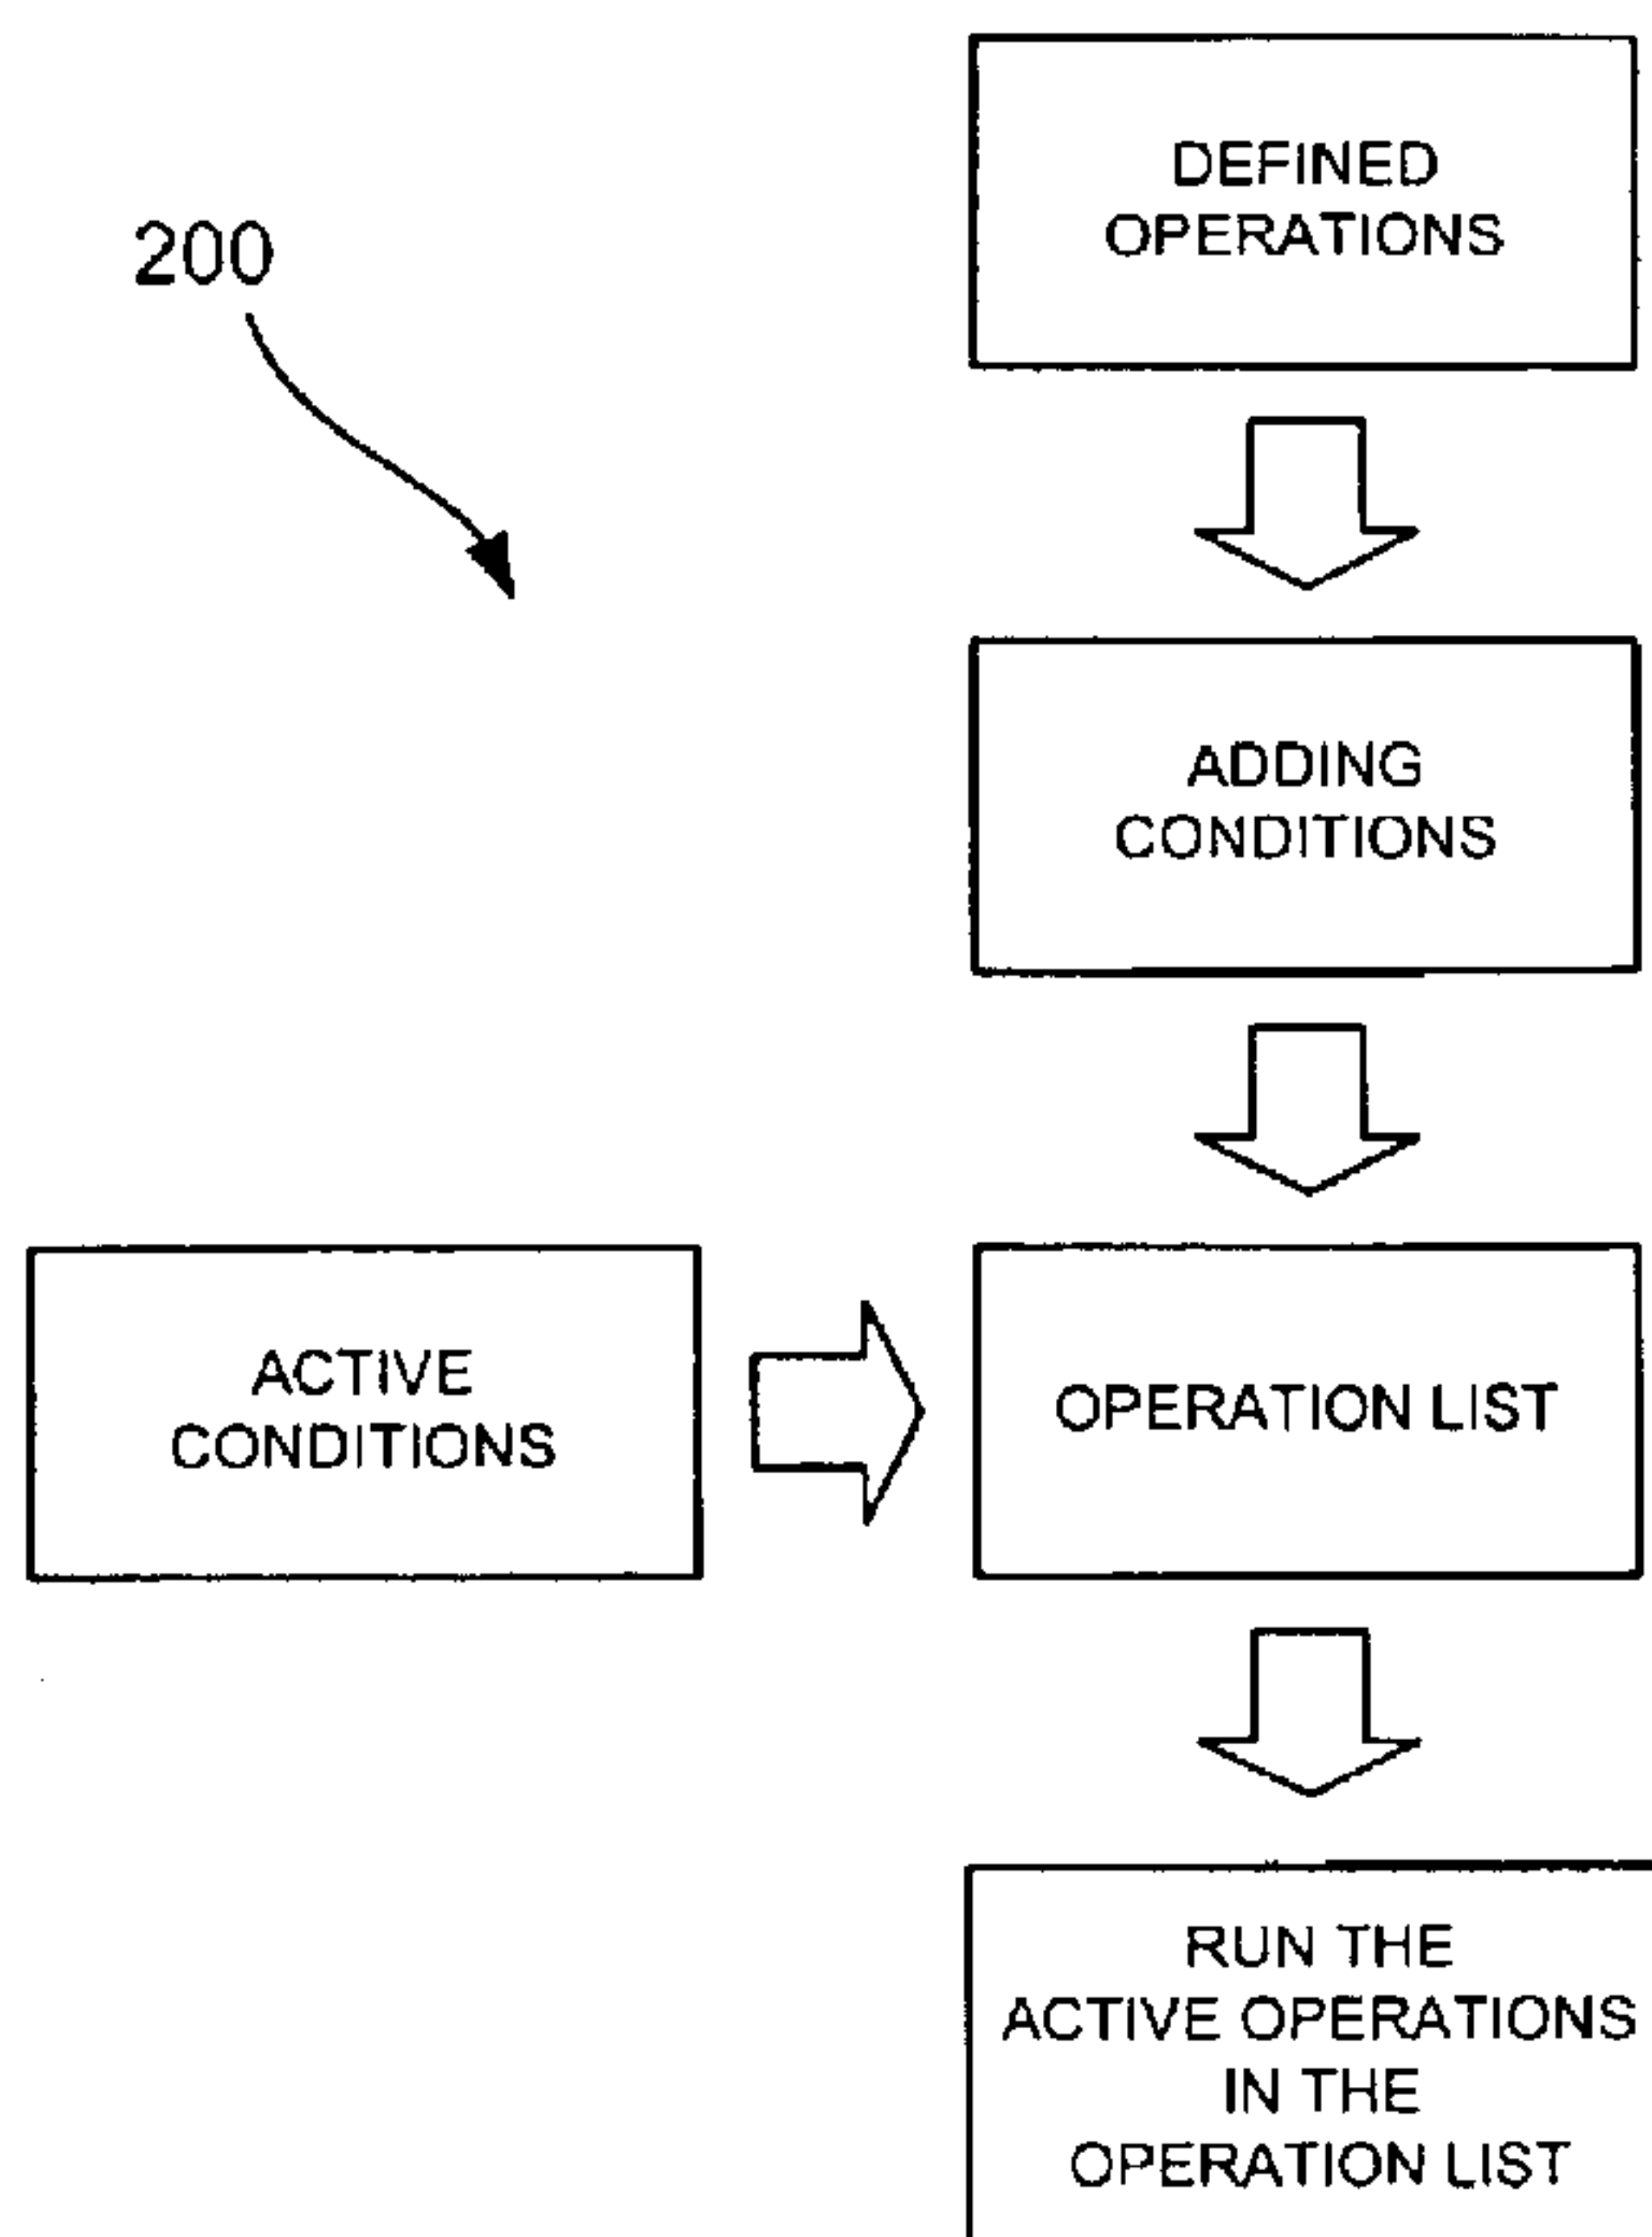 200
DEFINED
OPERATIONS
ADDING
CONDITIONS
ACTIVE
CONDITIONS
OPERATION LIST
RUN THE
ACTIVE OPERATIONS
IN THE
OPERATION LIST